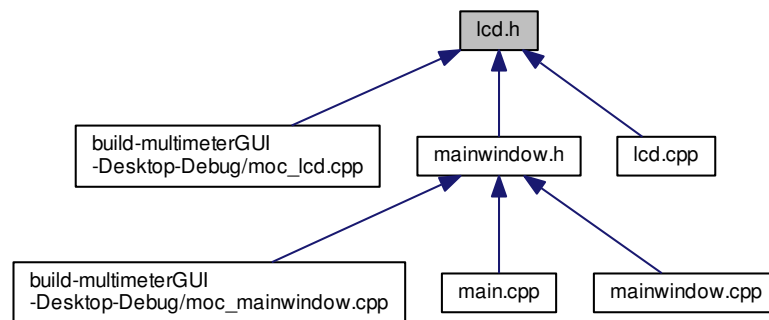 lcd.h
build-multimeterGUI
-Desktop-Debug/moc_lcd.cpp
mainwindow.h
lcd.cpp
build-multimeterGUI
-Desktop-Debug/moc_mainwindow.cpp
main.cpp
mainwindow.cpp